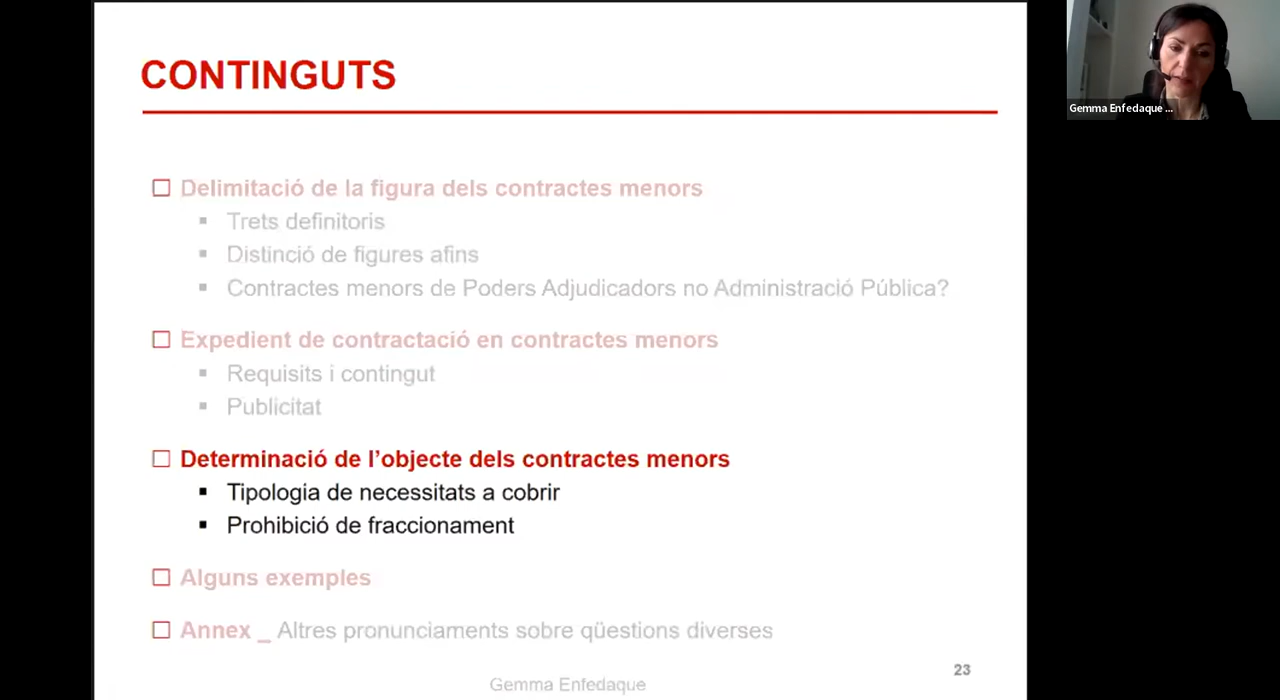 CONTINGUTS
Gemma Enfedaque ...
Delimitació de la figura dels contractes menors
Trets definitoris
Distinció de figures afins
Contractes menors de Poders Adjudicadors no Administració Pública?
Expedient de contractació en contractes menors
Requisits i contingut
Publicitat
Determinació de l’objecte dels contractes menors
Tipologia de necessitats a cobrir
Prohibició de fraccionament
Alguns exemples
Annex _ Altres pronunciaments sobre qüestions diverses
23
Gemma Enfedaque